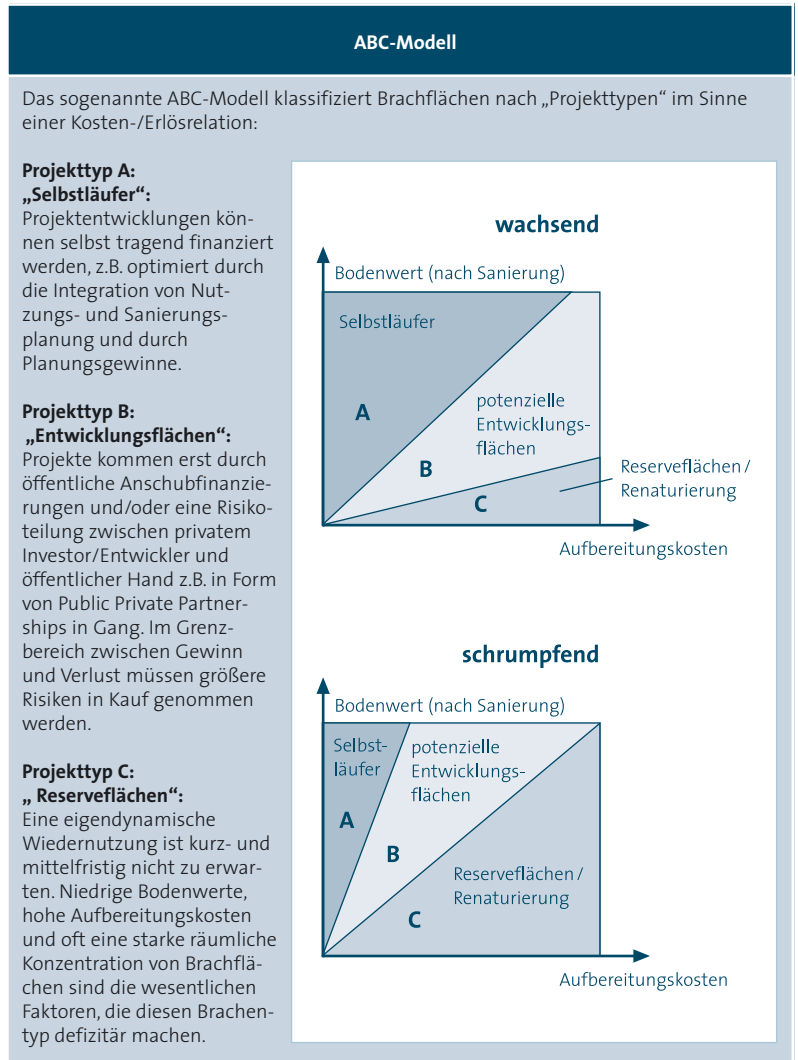 ABC-Modell
Das sogenannte ABC-Modell klassifiziert Brachflächen nach „Projekttypen“ im Sinne
einer Kosten-/Erlösrelation:
Projekttyp A:
„Selbstläufer“:
Projektentwicklungen kön-
nen selbst tragend finanziert
werden, z.B. optimiert durch
die Integration von Nut-
zungs- und Sanierungs-
planung und durch
Planungsgewinne.
Projekttyp B:
„Entwicklungsflächen“:
Projekte kommen erst durch
öffentliche Anschubfinanzie-
rungen und/oder eine Risiko-
teilung zwischen privatem
Investor/Entwickler und
öffentlicher Hand z.B. in Form
von Public Private Partner-
ships in Gang. Im Grenz-
bereich zwischen Gewinn
und Verlust müssen größere
Risiken in Kauf genommen
werden.
Projekttyp C:
„ Reserveflächen“:
Eine eigendynamische
Wiedernutzung ist kurz- und
mittelfristig nicht zu erwar-
ten. Niedrige Bodenwerte,
hohe Aufbereitungskosten
und oft eine starke räumliche
Konzentration von Brachflä-
chen sind die wesentlichen
Faktoren, die diesen Brachen-
typ defizitär machen.
wachsend
Bodenwert (nach Sanierung)
Selbstläufer
A
potenzielle
Entwicklungs-
flächen
B
Reserveflächen /
Renaturierung
C
Aufbereitungskosten
schrumpfend
Bodenwert (nach Sanierung)
Selbst-
läufer
A
potenzielle
Entwicklungs-
flächen
B
Reserveflächen /
Renaturierung
C
Aufbereitungskosten